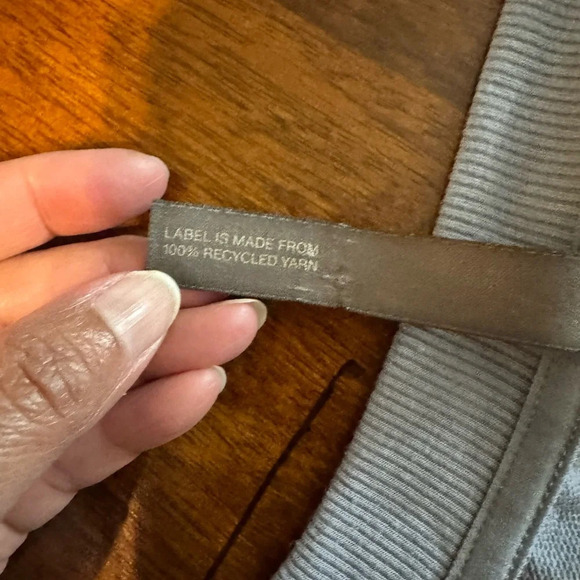 LABEL IS MADE FROM
100% RECYCLED YARN